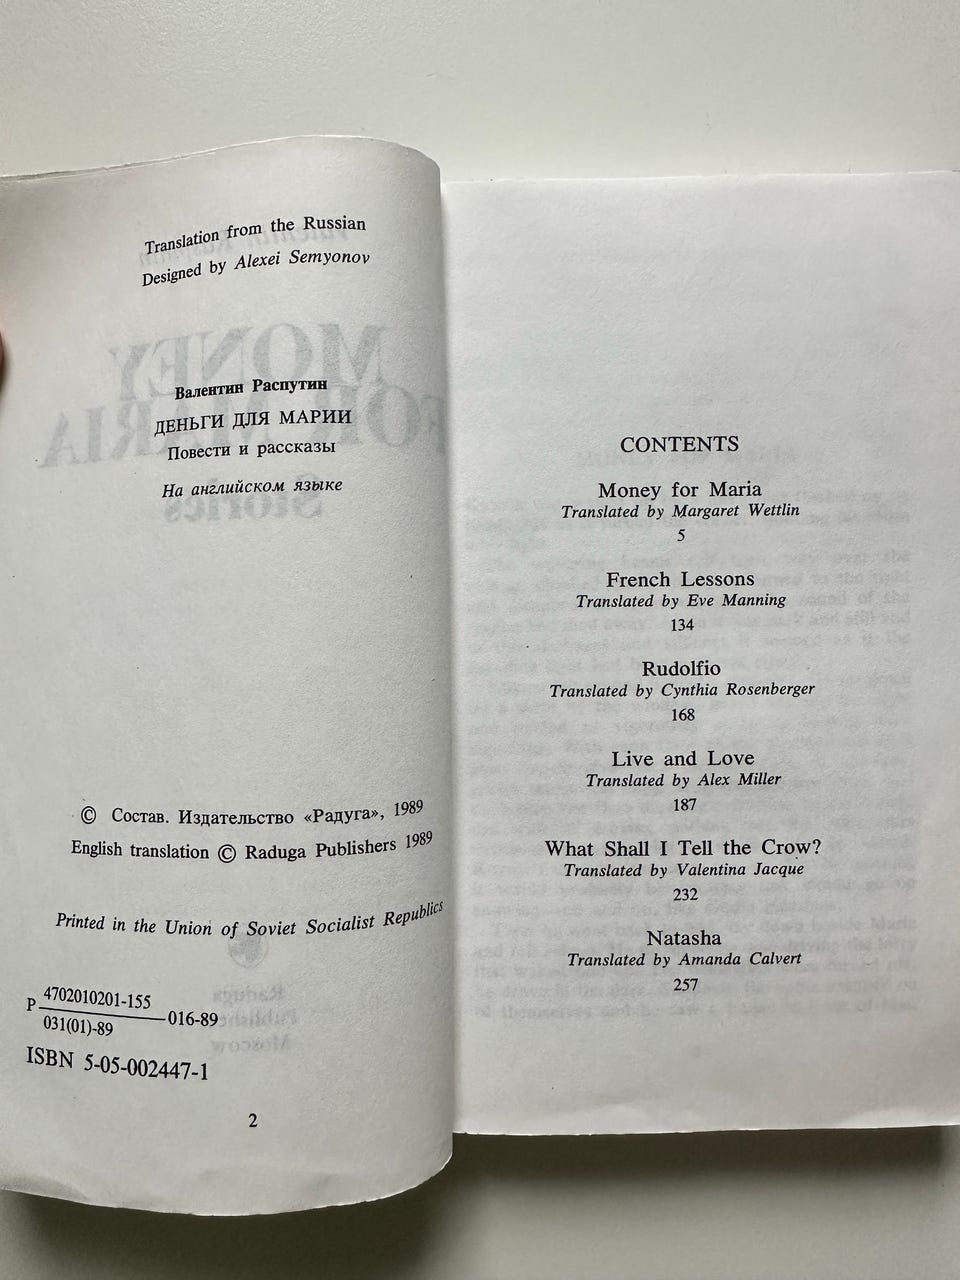 Translation from the Russian
Designed by Alexei Semyonov
Валентин Распутин
ДЕНЬГИ ДЛЯ МАРИИ
Повести и рассказы
На английском языке
© Состав. Издательство «Радуга», 1989
English translation © Raduga Publishers 1989
Printed in the Union of Soviet Socialist Republics
Р 4702010201-155
031(01)-89
—016-89
ISBN 5-05-002447-1
2
CONTENTS
Money for Maria
Translated by Margaret Wettlin
5
French Lessons
Translated by Eve Manning
134
Rudolfio
Translated by Cynthia Rosenberger
168
Live and Love
Translated by Alex Miller
187
What Shall I Tell the Crow?
Translated by Valentina Jacque
232
Natasha
Translated by Amanda Calvert
257